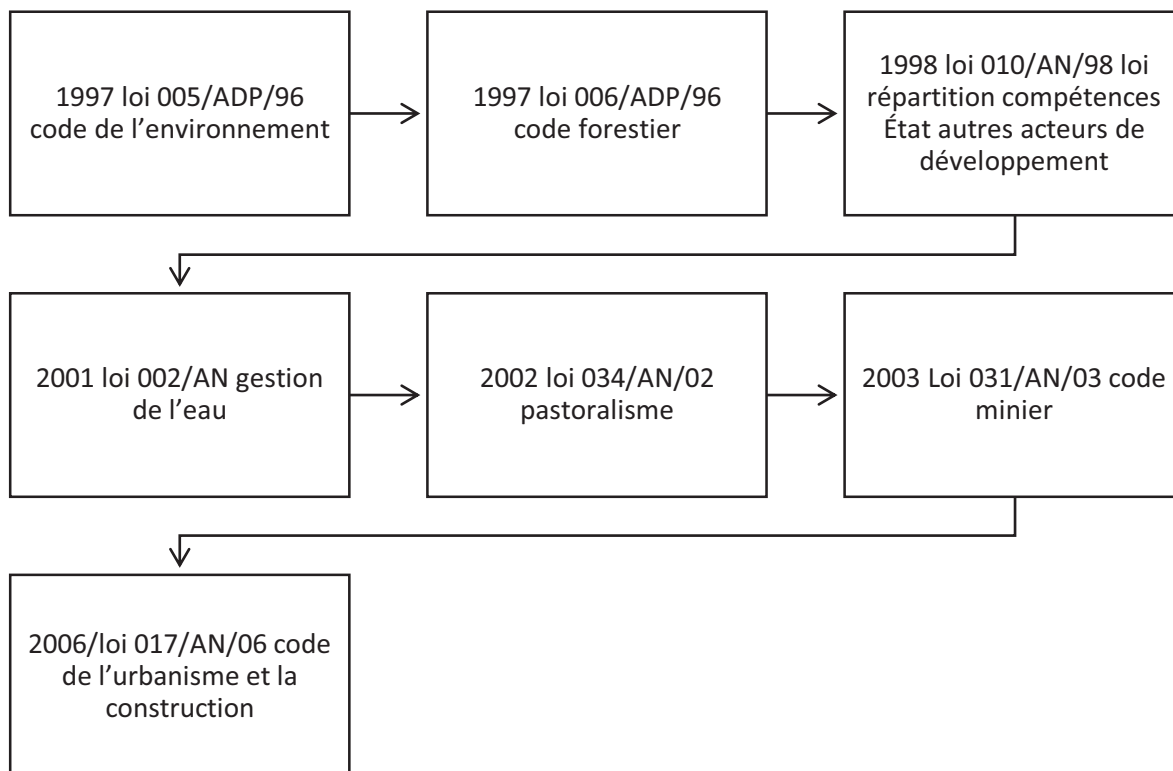 1997 loi 005/ADP/96
code de l’environnement
1997 loi 006/ADP/96
code forestier
1998 loi 010/AN/98 loi
répartition compétences
État autres acteurs de
développement
2001 loi 002/AN gestion
de l’eau
2002 loi 034/AN/02
pastoralisme
2003 Loi 031/AN/03 code
minier
2006/loi 017/AN/06 code
de l’urbanisme et la
construction